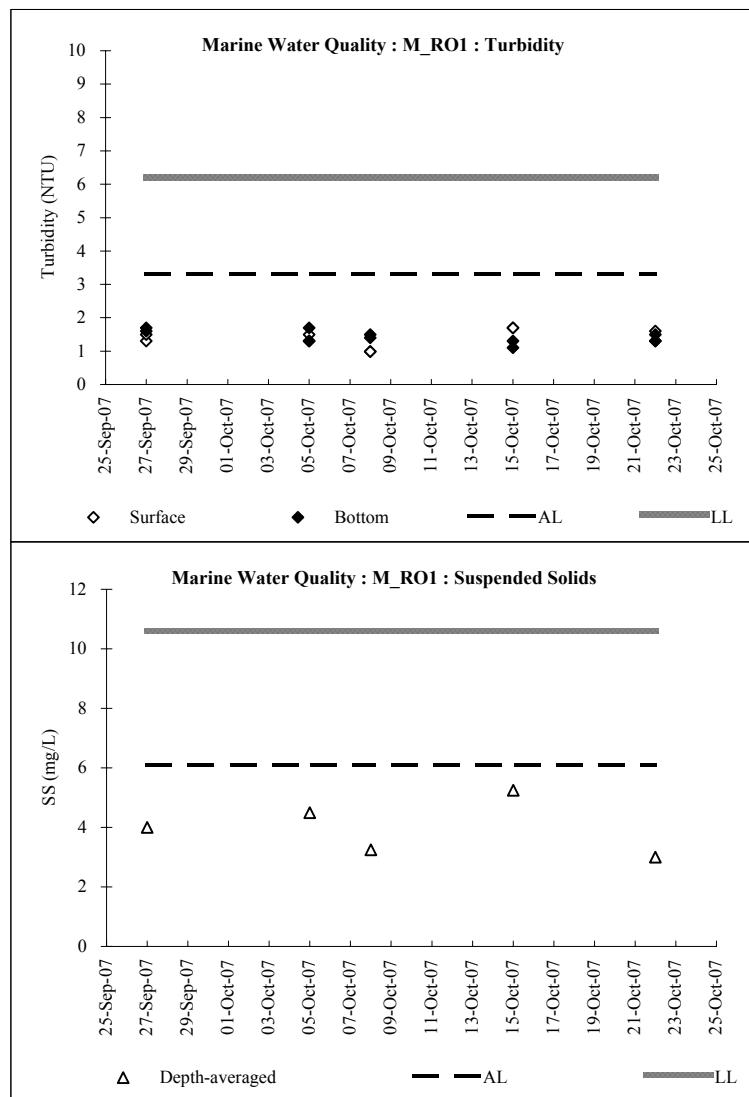 Marine Water Quality : M_RO1 : Turbidity
10
9
8
7
6
5
4
3
2
1
0
Turbidity (NTU)
25-Sep-07
27-Sep-07
29-Sep-07
01-Oct-07
03-Oct-07
05-Oct-07
07-Oct-07
09-Oct-07
11-Oct-07
13-Oct-07
15-Oct-07
17-Oct-07
19-Oct-07
21-Oct-07
23-Oct-07
25-Oct-07
Surface Bottom AL LL
Marine Water Quality : M_RO1 : Suspended Solids
12
10
8
6
4
2
0
SS (mg/L)
25-Sep-07
27-Sep-07
29-Sep-07
01-Oct-07
03-Oct-07
05-Oct-07
07-Oct-07
09-Oct-07
11-Oct-07
13-Oct-07
15-Oct-07
17-Oct-07
19-Oct-07
21-Oct-07
23-Oct-07
25-Oct-07
Depth-averaged AL LL